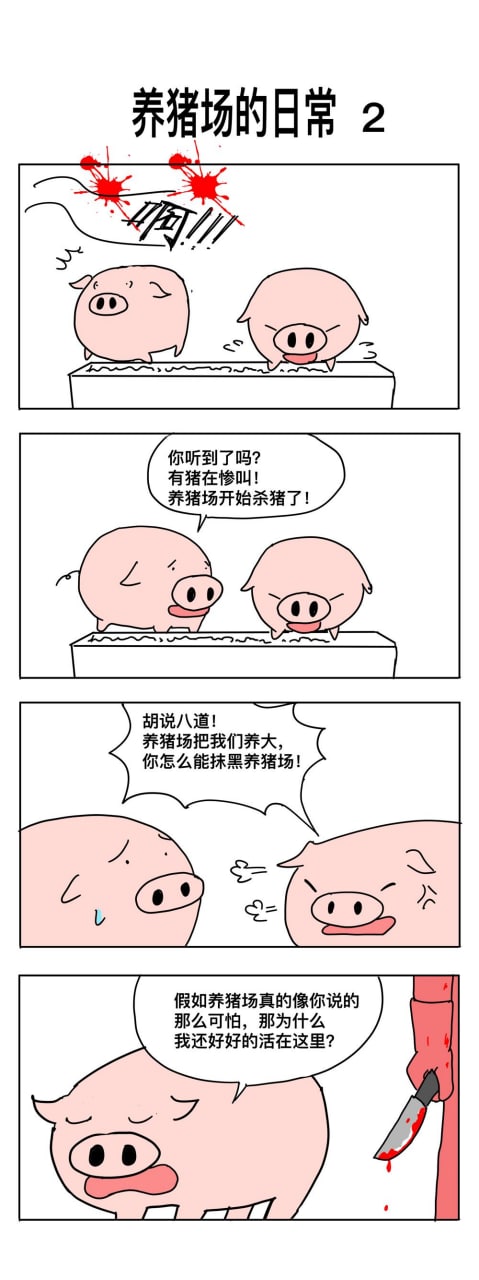 养猪场的日常 2
啊!!!
你听到了吗？
有猪在惨叫！
养猪场开始杀猪了！
胡说八道！
养猪场把我们养大，
你怎么能抹黑养猪场！
假如养猪场真的像你说的
那么可怕，那为什么
我还好好的活在这里？